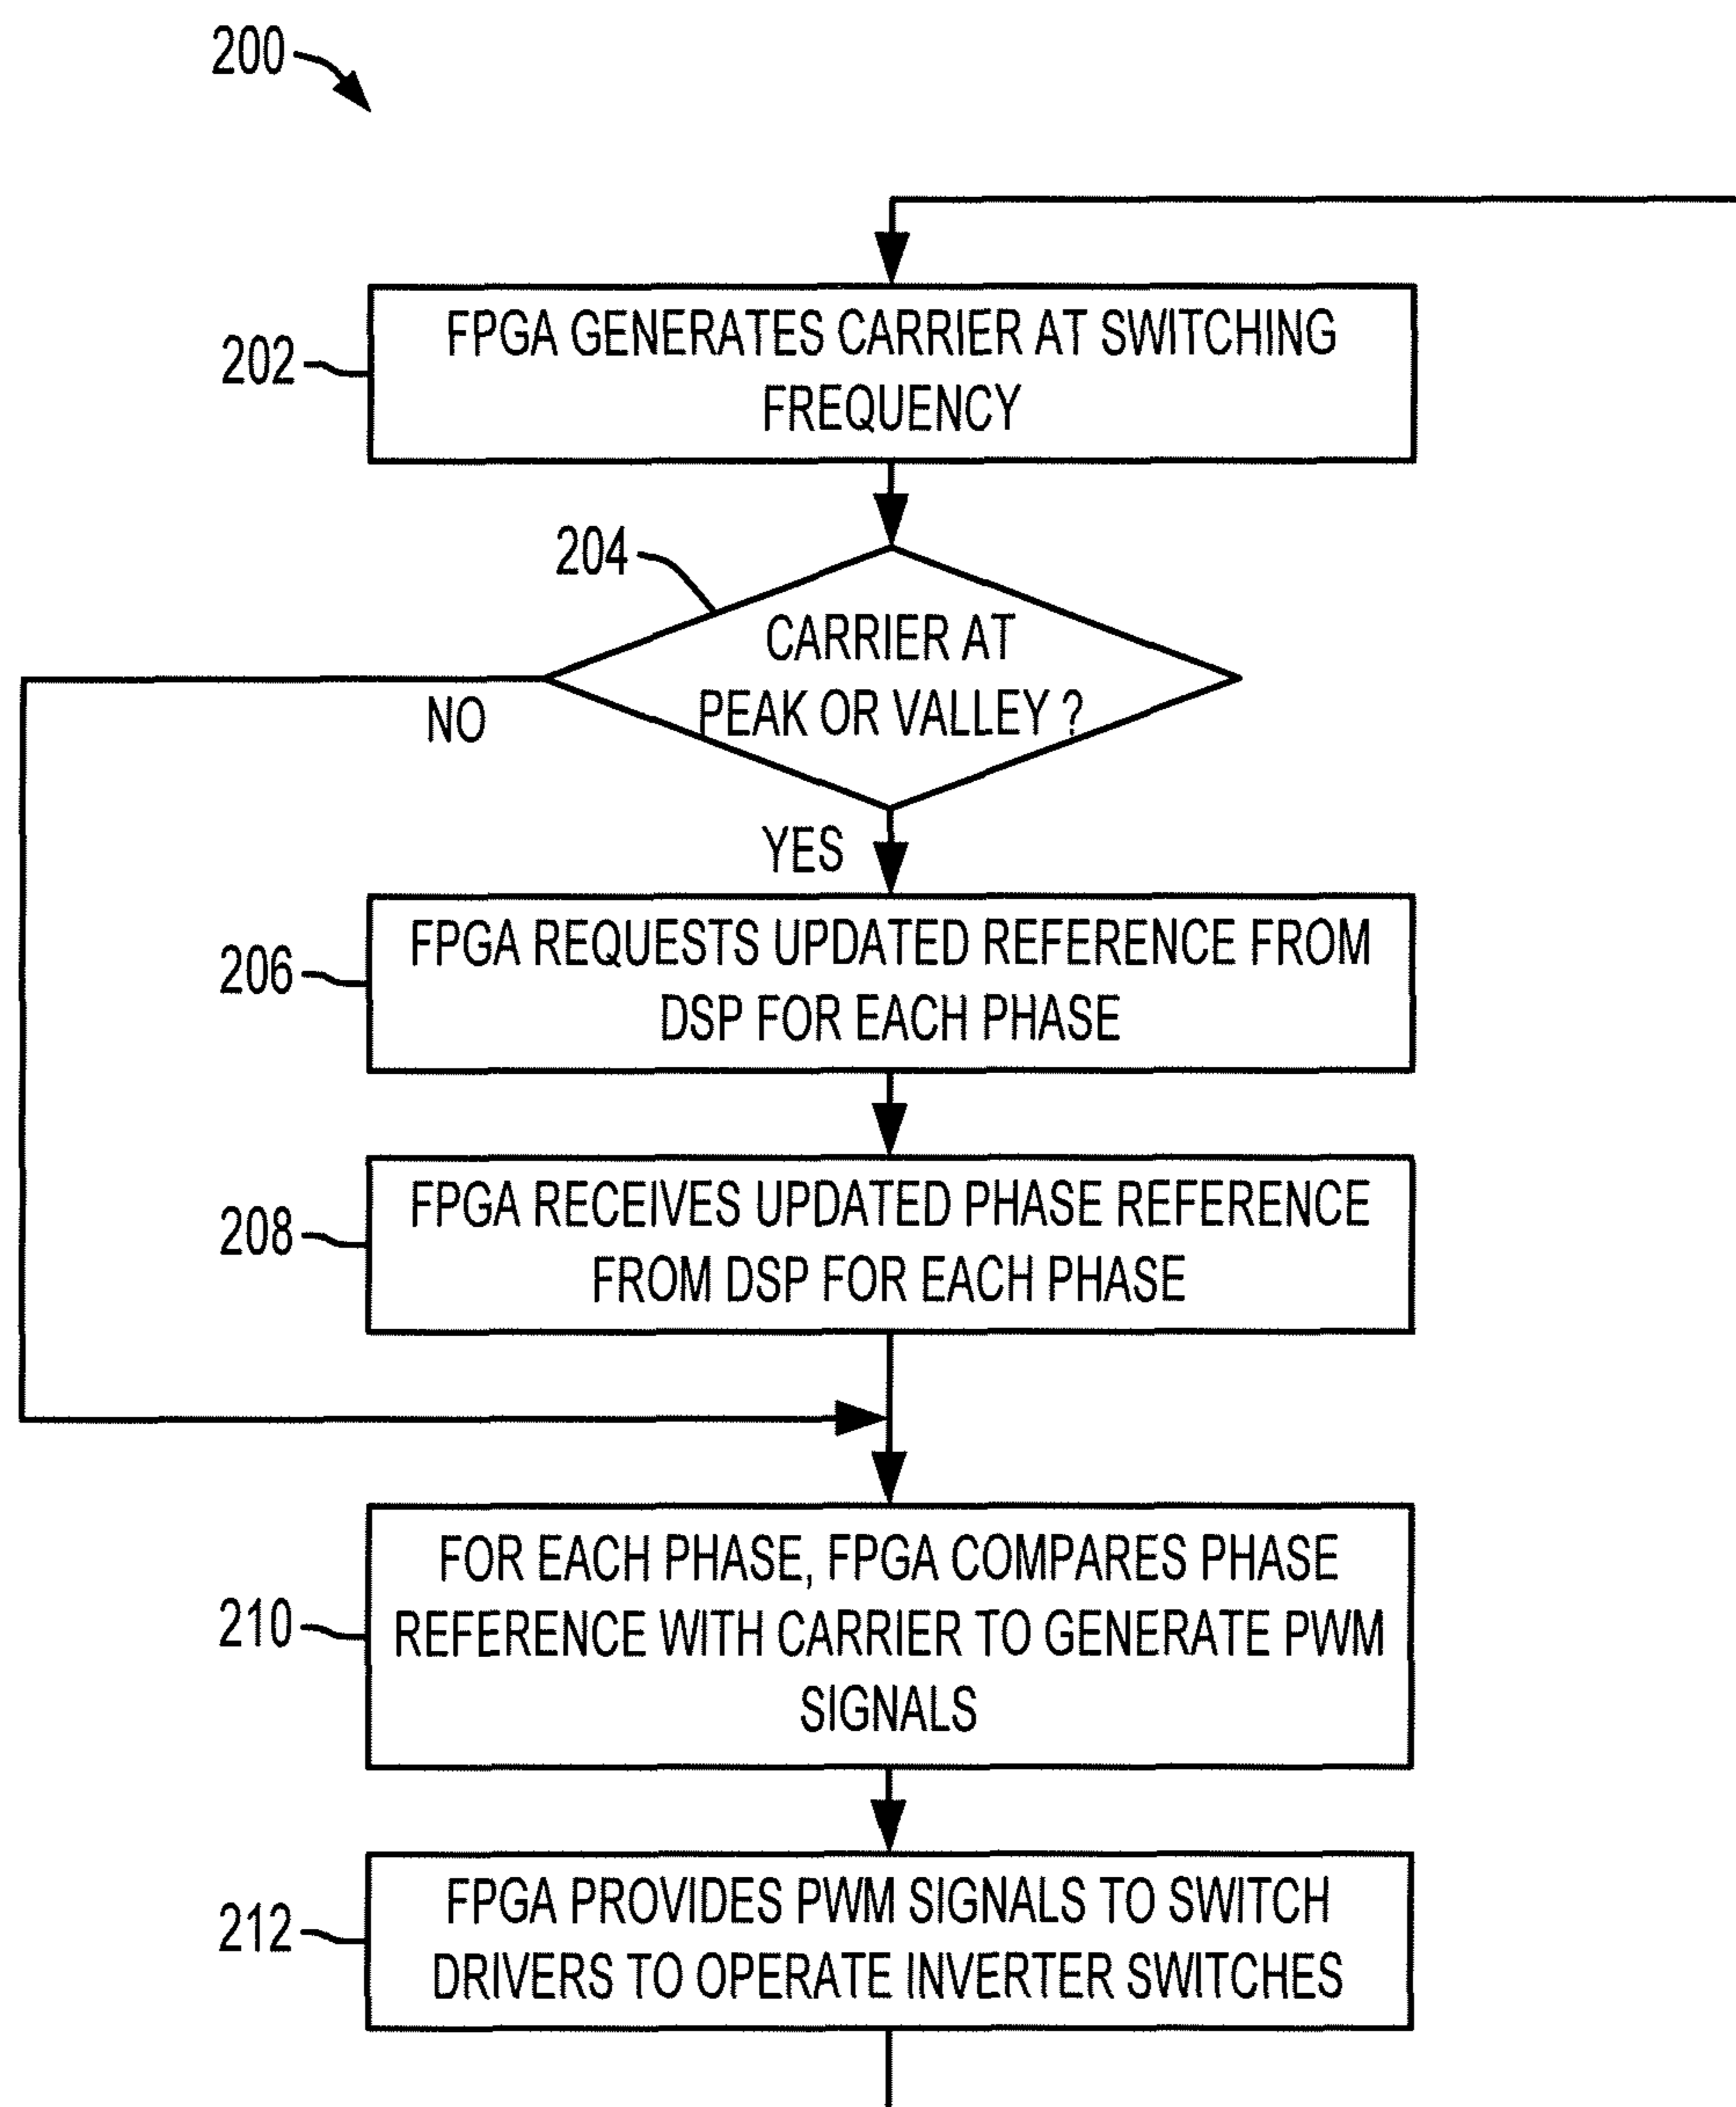 200
202
FPGA GENERATES CARRIER AT SWITCHING
FREQUENCY
204
CARRIER AT
PEAK OR VALLEY ?
NO
YES
206
FPGA REQUESTS UPDATED REFERENCE FROM
DSP FOR EACH PHASE
208
FPGA RECEIVES UPDATED PHASE REFERENCE
FROM DSP FOR EACH PHASE
210
FOR EACH PHASE, FPGA COMPARES PHASE
REFERENCE WITH CARRIER TO GENERATE PWM
SIGNALS
212
FPGA PROVIDES PWM SIGNALS TO SWITCH
DRIVERS TO OPERATE INVERTER SWITCHES